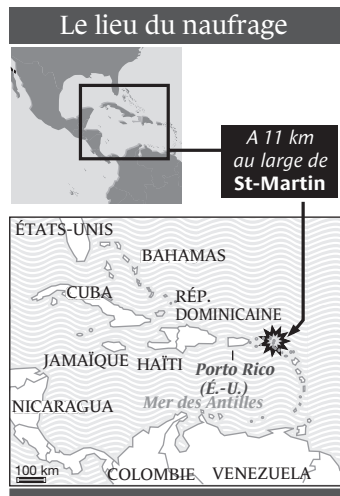 Le lieu du naufrage
A 11 km
au large de
St-Martin
ÉTATS-UNIS
BAHAMAS
CUBA
RÉP.
DOMINICAINE
JAMAÏQUE
HAÏTI
Porto Rico
(É.-U.)
Mer des Antilles
NICARAGUA
100 km
COLOMBIE
VENEZUELA